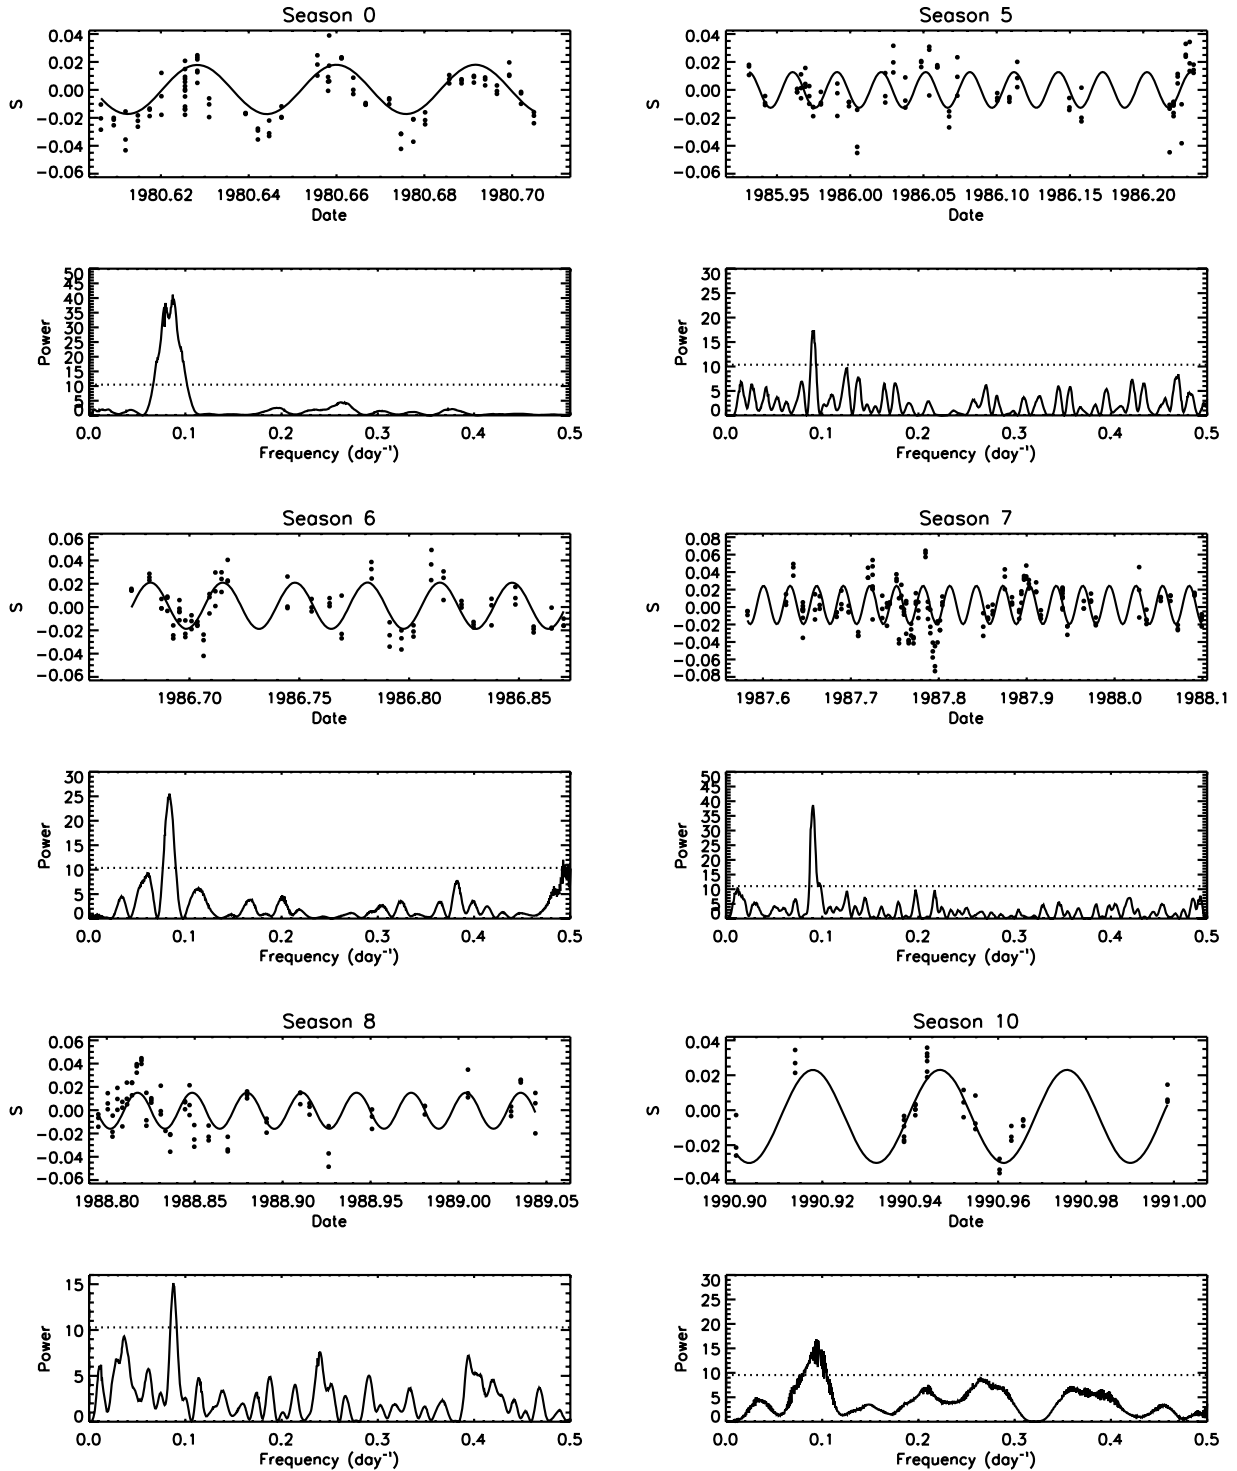 Season 0
0.04
0.02
0.00
−0.02
−0.04
−0.06
S
1980.62 1980.64 1980.66 1980.68 1980.70
Date
50
45
40
35
30
25
20
15
10
5
0
Power
0.0 0.1 0.2 0.3 0.4 0.5
Frequency (day⁻¹)
Season 5
0.04
0.02
0.00
−0.02
−0.04
−0.06
S
1985.95 1986.00 1986.05 1986.10 1986.15 1986.20
Date
30
25
20
15
10
5
0
Power
0.0 0.1 0.2 0.3 0.4 0.5
Frequency (day⁻¹)
Season 6
0.06
0.04
0.02
0.00
−0.02
−0.04
−0.06
S
1986.70 1986.75 1986.80 1986.85
Date
30
25
20
15
10
5
0
Power
0.0 0.1 0.2 0.3 0.4 0.5
Frequency (day⁻¹)
Season 7
0.08
0.06
0.04
0.02
0.00
−0.02
−0.04
−0.06
−0.08
S
1987.6 1987.7 1987.8 1987.9 1988.0 1988.1
Date
50
45
40
35
30
25
20
15
10
5
0
Power
0.0 0.1 0.2 0.3 0.4 0.5
Frequency (day⁻¹)
Season 8
0.06
0.04
0.02
0.00
−0.02
−0.04
−0.06
S
1988.80 1988.85 1988.90 1988.95 1989.00 1989.05
Date
15
10
5
0
Power
0.0 0.1 0.2 0.3 0.4 0.5
Frequency (day⁻¹)
Season 10
0.04
0.02
0.00
−0.02
−0.04
S
1990.90 1990.92 1990.94 1990.96 1990.98 1991.00
Date
30
25
20
15
10
5
0
Power
0.0 0.1 0.2 0.3 0.4 0.5
Frequency (day⁻¹)